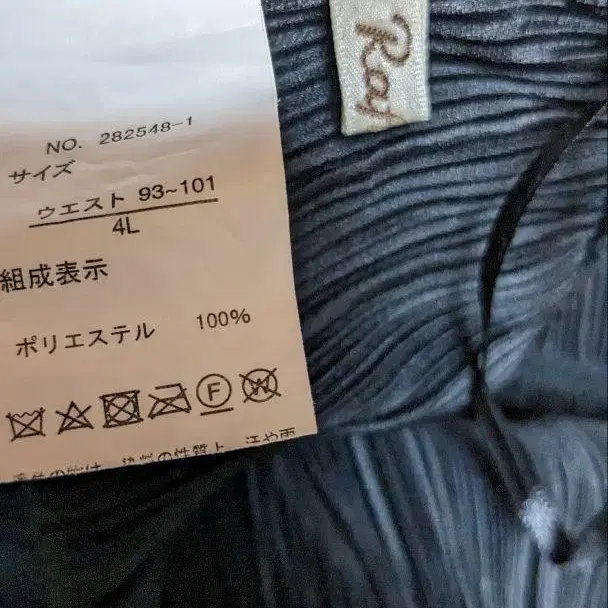 Ray
NO. 282548-1
サイズ
ウエスト 93~101
4L
組成表示
ポリエステル 100%
F W